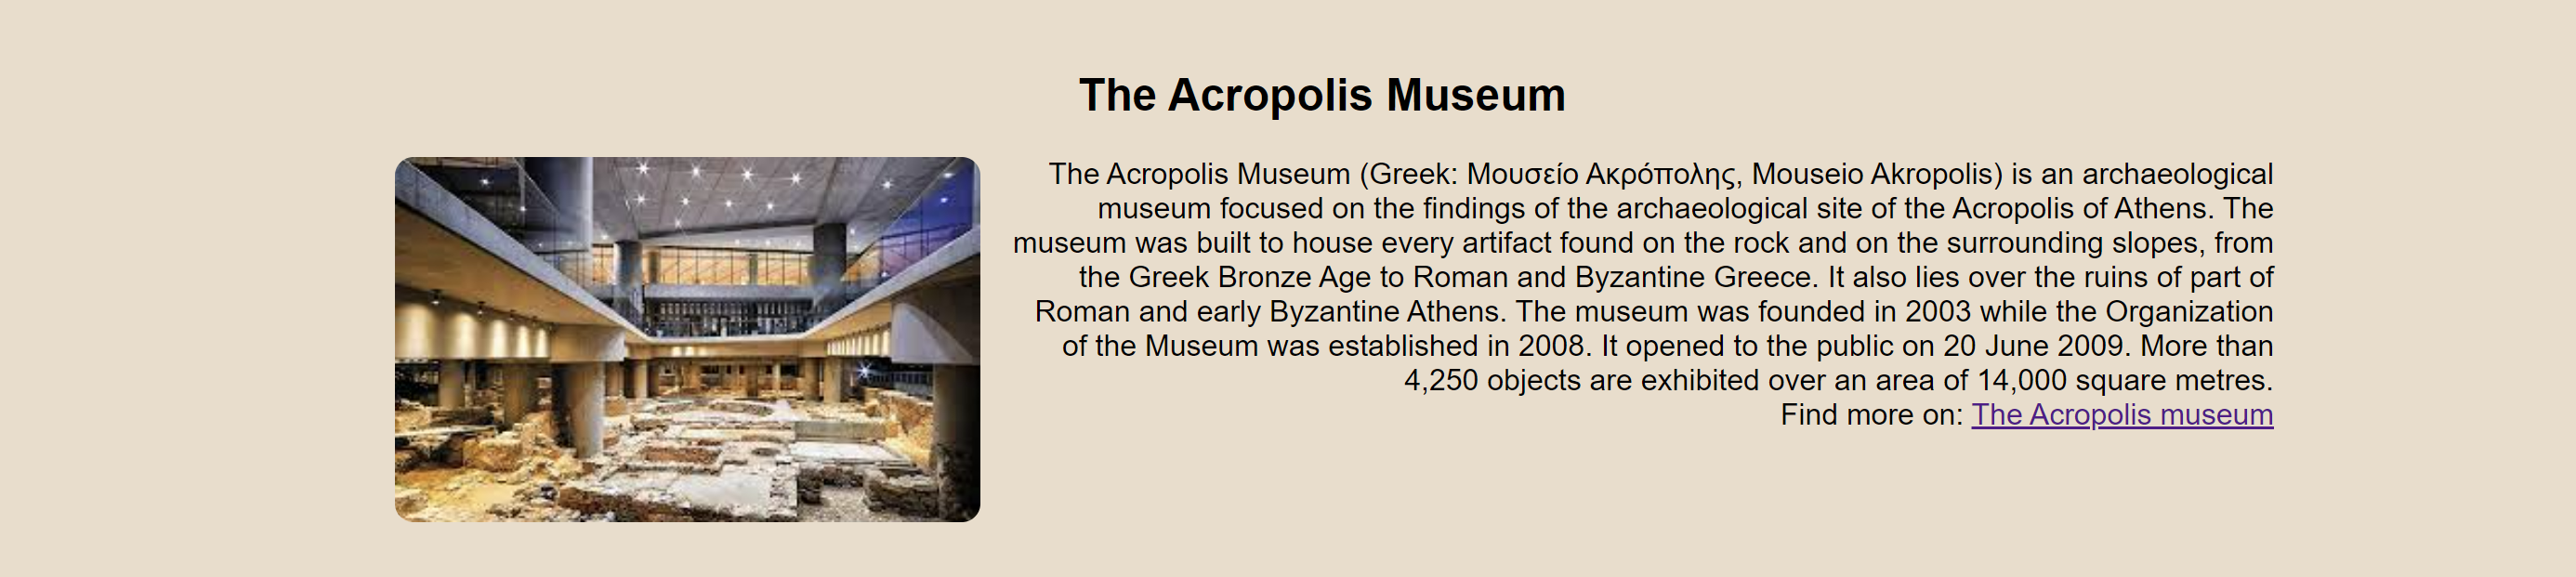 The Acropolis Museum
The Acropolis Museum (Greek: Μουσείο Ακρόπολης, Mouseio Akropolis) is an archaeological
museum focused on the findings of the archaeological site of the Acropolis of Athens. The
museum was built to house every artifact found on the rock and on the surrounding slopes, from
the Greek Bronze Age to Roman and Byzantine Greece. It also lies over the ruins of part of
Roman and early Byzantine Athens. The museum was founded in 2003 while the Organization
of the Museum was established in 2008. It opened to the public on 20 June 2009. More than
4,250 objects are exhibited over an area of 14,000 square metres.
Find more on: The Acropolis museum